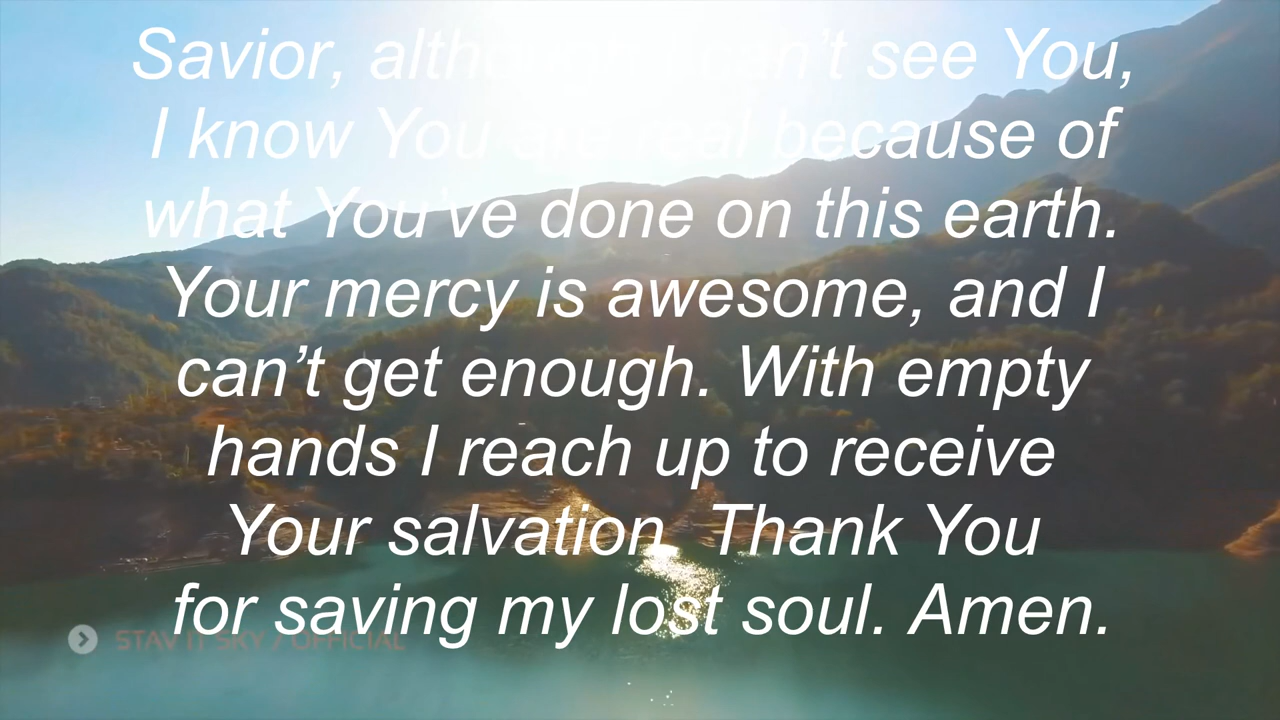 Savior, although I can't see You,
I know You are real because of
what You've done on this earth.
Your mercy is awesome, and I
can't get enough. With empty
hands I reach up to receive
Your salvation. Thank You
for saving my lost soul. Amen.
STAV IT SKY / OFFICIAL